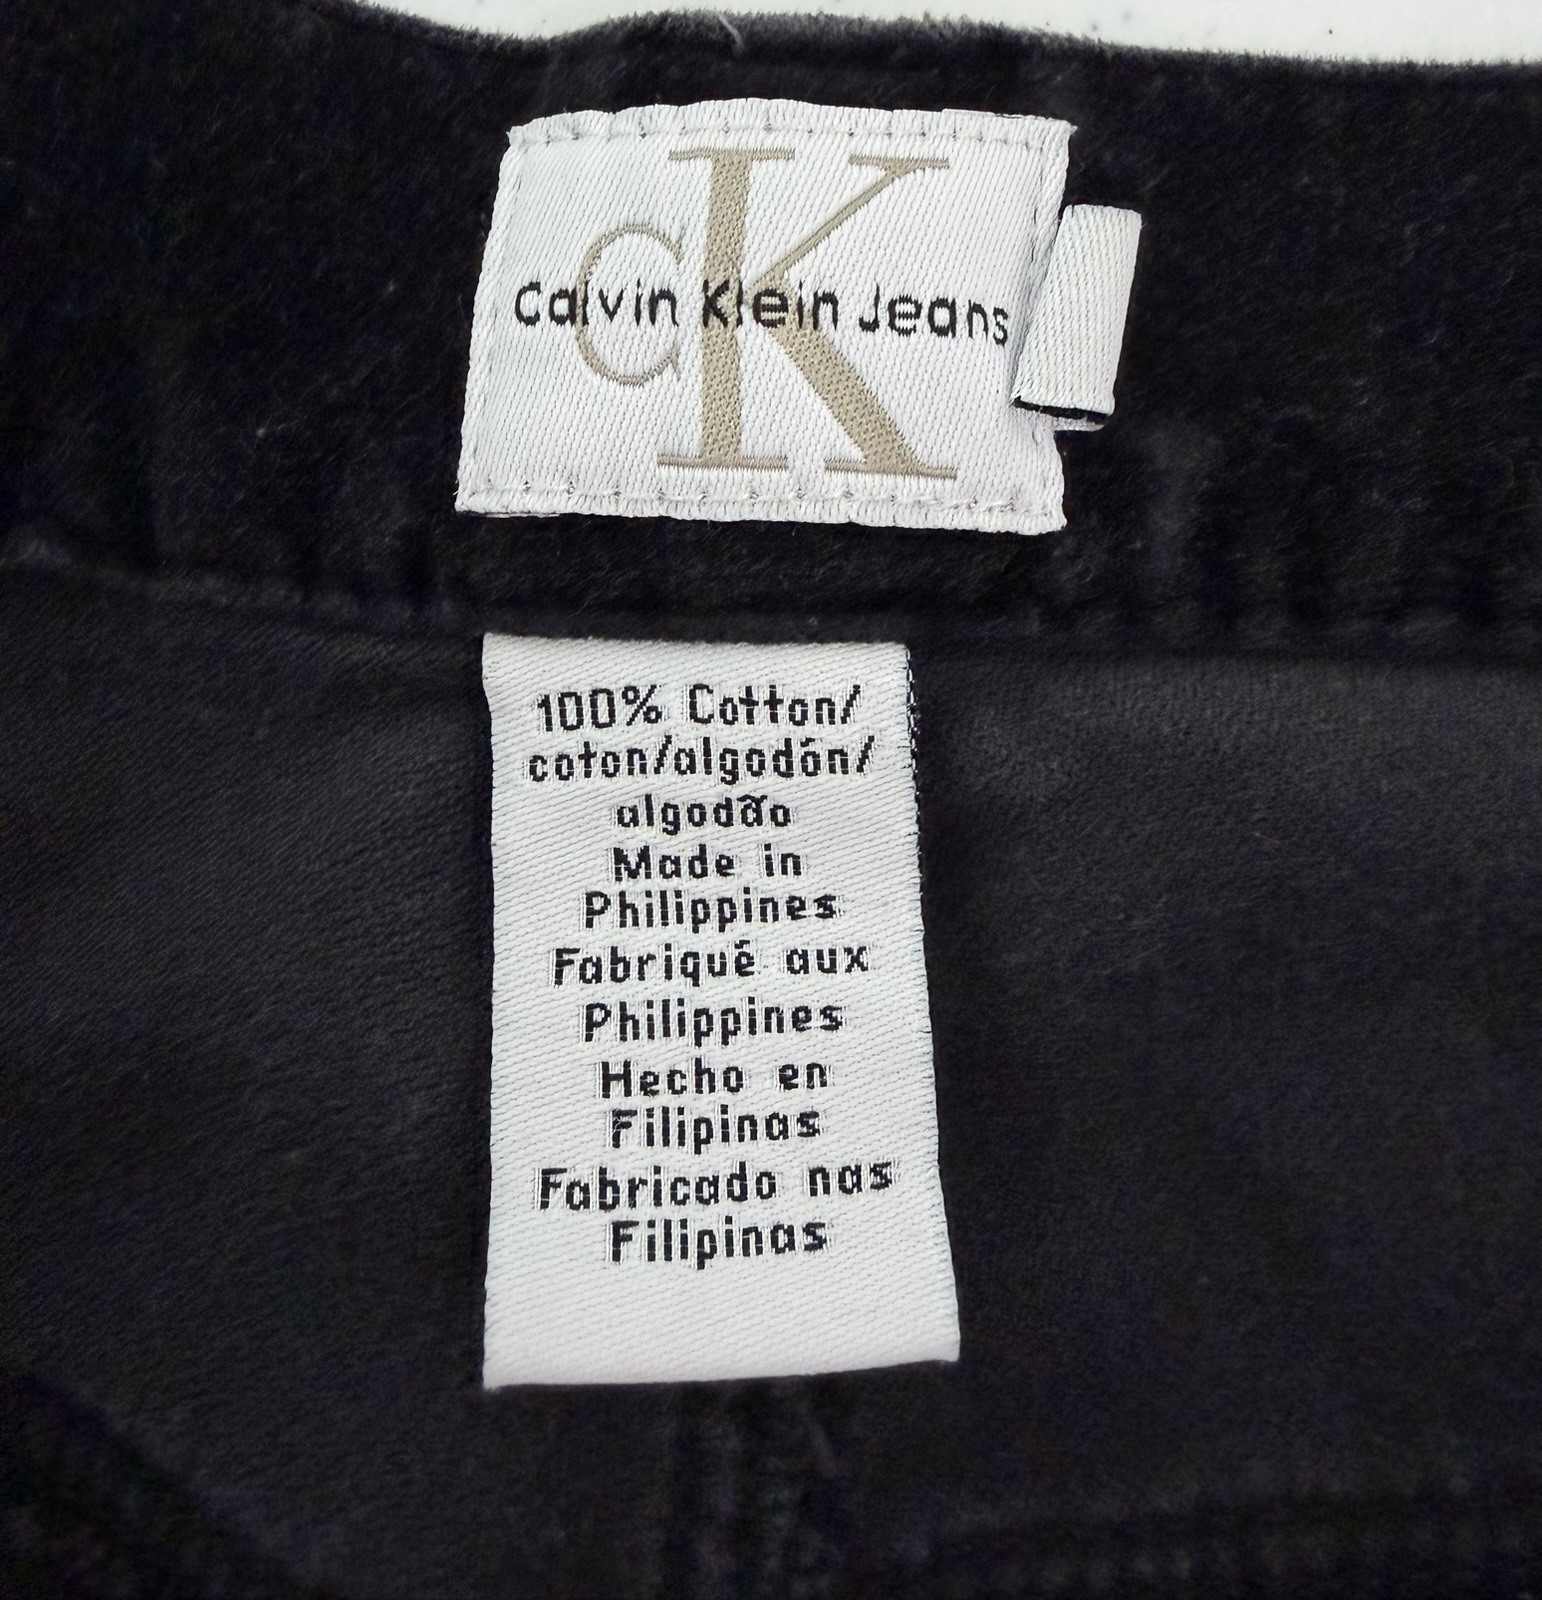 CK
Calvin Klein Jeans
100% Cotton/
coton/algodón/
algodão
Made in
Philippines
Fabriqué aux
Philippines
Hecho en
Filipinas
Fabricado nas
Filipinas